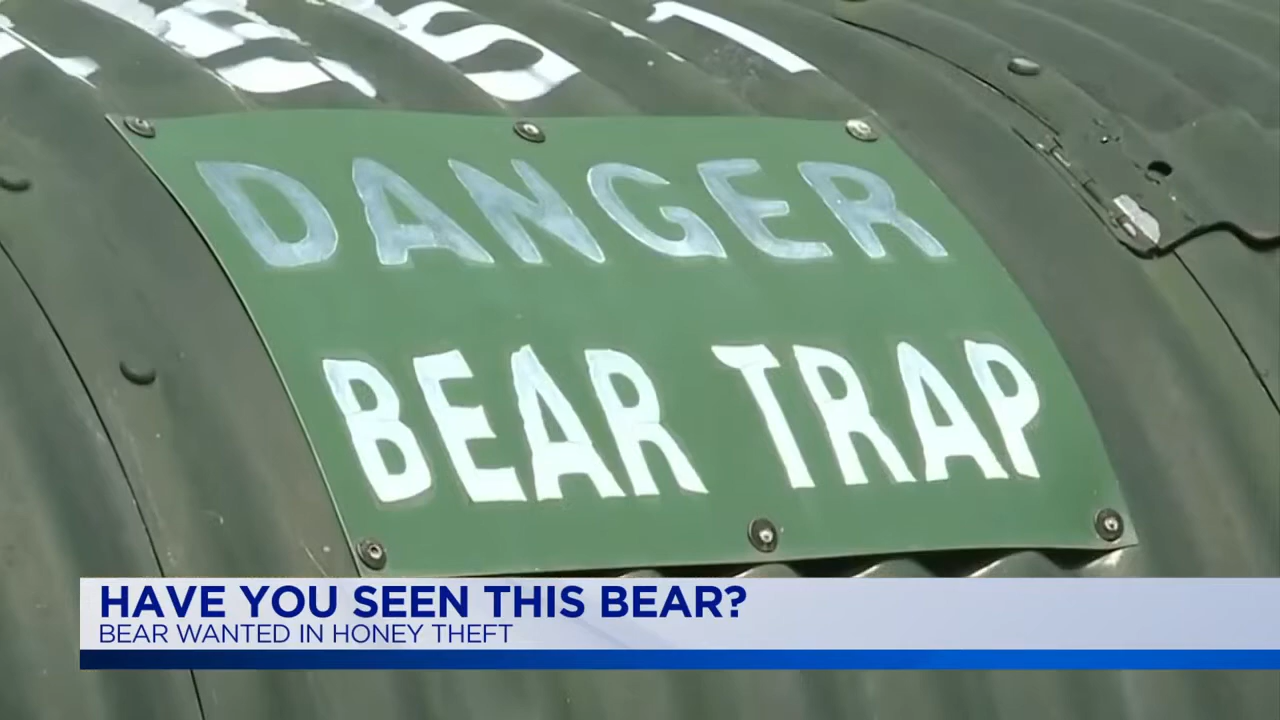 DANGER
BEAR TRAP
HAVE YOU SEEN THIS BEAR?
BEAR WANTED IN HONEY THEFT